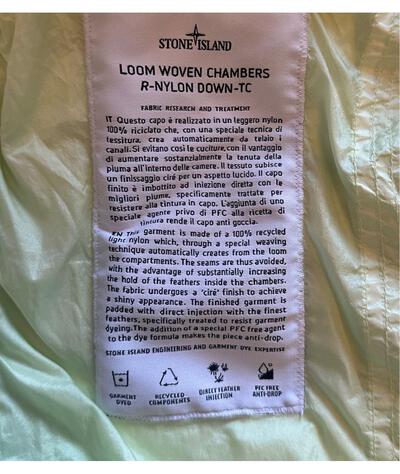 STONE ISLAND
LOOM WOVEN CHAMBERS
R-NYLON DOWN-TC
FABRIC RESEARCH AND TREATMENT
IT Questo capo è realizzato in un leggero nylon
100% riciclato che, con una speciale tecnica di
tessitura, crea automaticamente da telaio i
canali. Si evitano così le cuciture, con il vantaggio
di aumentare sostanzialmente la tenuta della
piuma all'interno delle camere. Il tessuto subisce
un finissaggio ciré per un aspetto lucido. Il capo
finito è imbottito ad iniezione diretta con le
migliori piume, specificatamente trattate per
resistere alla tintura in capo. L'aggiunta di uno
speciale agente privo di PFC alla ricetta di
tintura rende il capo anti goccia.
EN This garment is made of a 100% recycled
light nylon which, through a special weaving
technique automatically creates from the loom
the compartments. The seams are thus avoided,
with the advantage of substantially increasing
the hold of the feathers inside the chambers.
The fabric undergoes a 'ciré' finish to achieve
a shiny appearance. The finished garment is
padded with direct injection with the finest
feathers, specifically treated to resist garment
dyeing. The addition of a special PFC free agent
to the dye formula makes the piece anti-drop.
STONE ISLAND ENGINEERING AND GARMENT DYE EXPERTISE
GARMENT DYED
RECYCLED COMPONENTS
DIRECT FEATHER INJECTION
PFC FREE ANTI-DROP